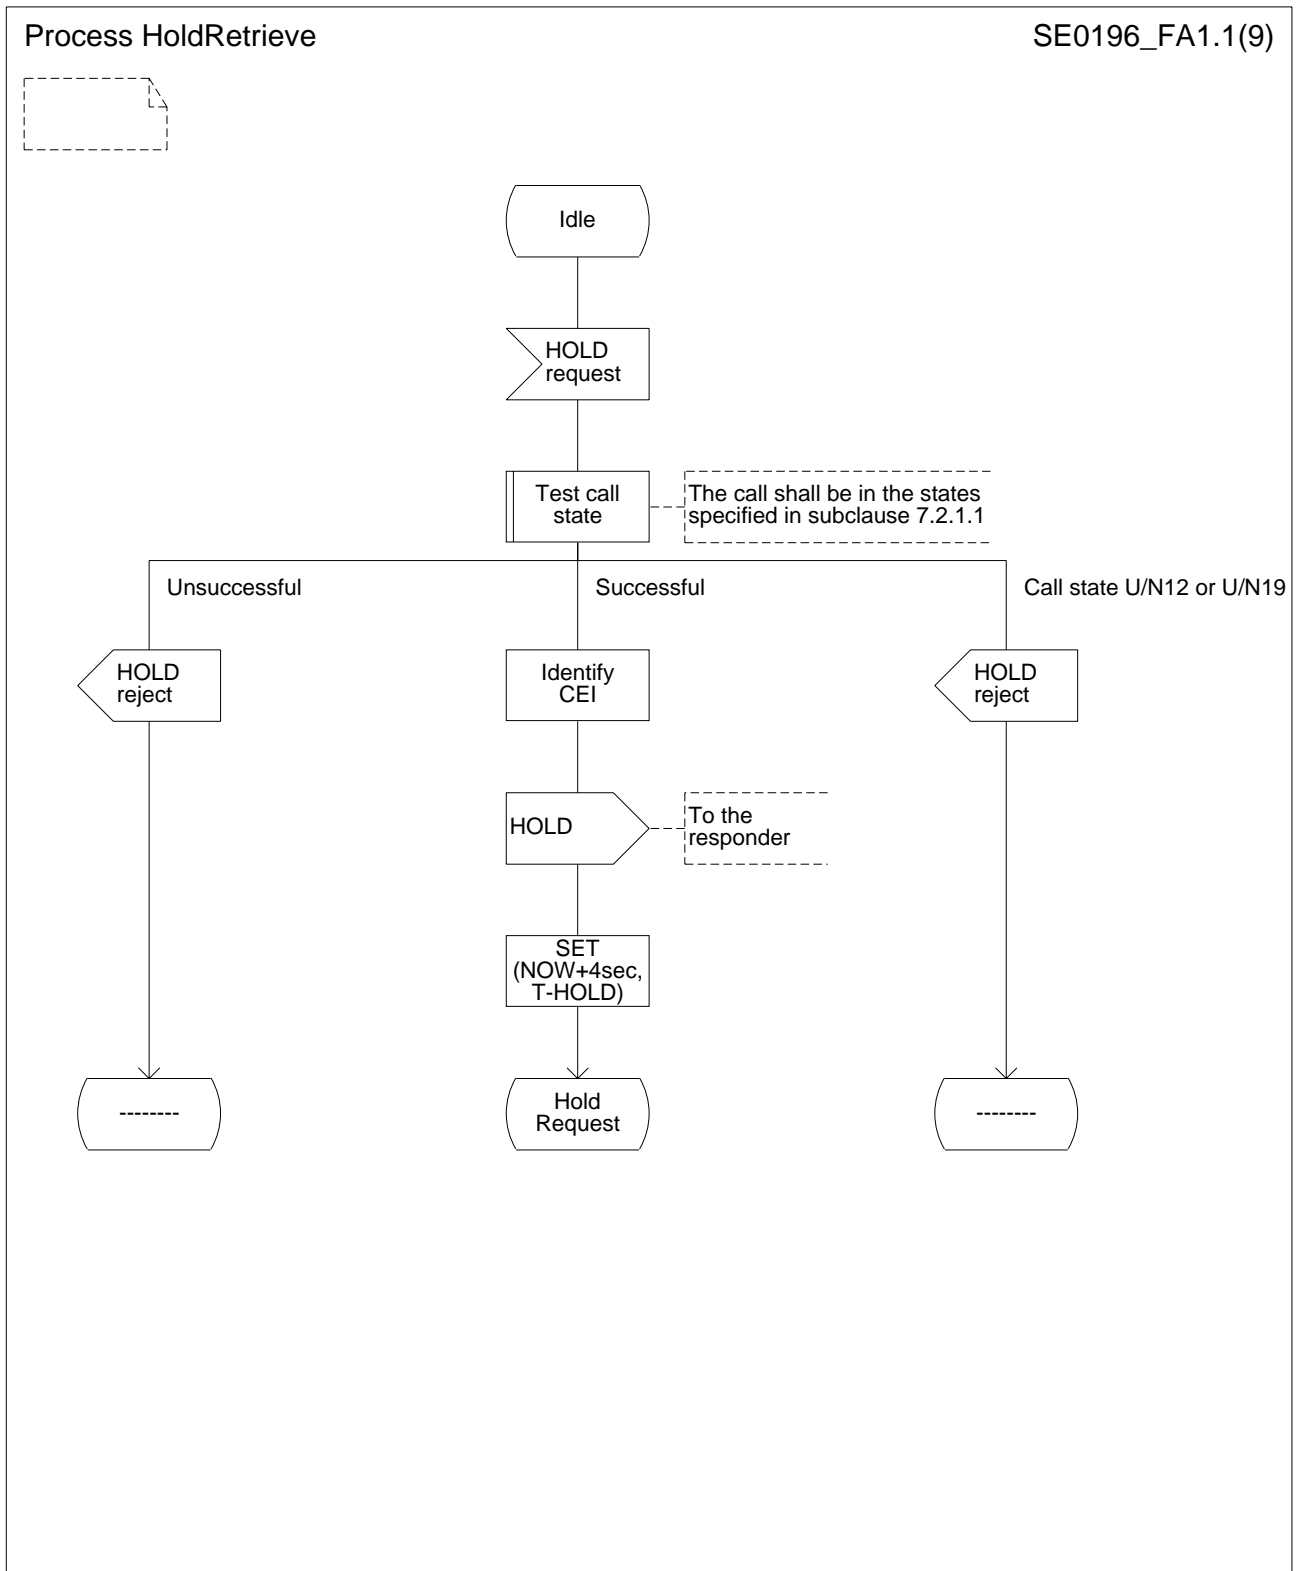 Process HoldRetrieve
SE0196_FA1.1(9)
Idle
HOLD
request
Test call
state
The call shall be in the states
specified in subclause 7.2.1.1
Unsuccessful
Successful
Call state U/N12 or U/N19
HOLD
reject
Identify
CEI
HOLD
reject
HOLD
To the
responder
SET
(NOW+4sec,
T-HOLD)
--------
Hold
Request
--------